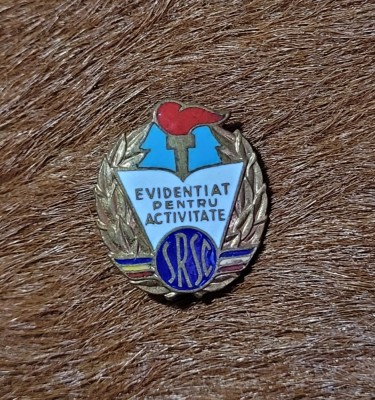 EVIDENTIAT
PENTRU
ACTIVITATE
SRSC